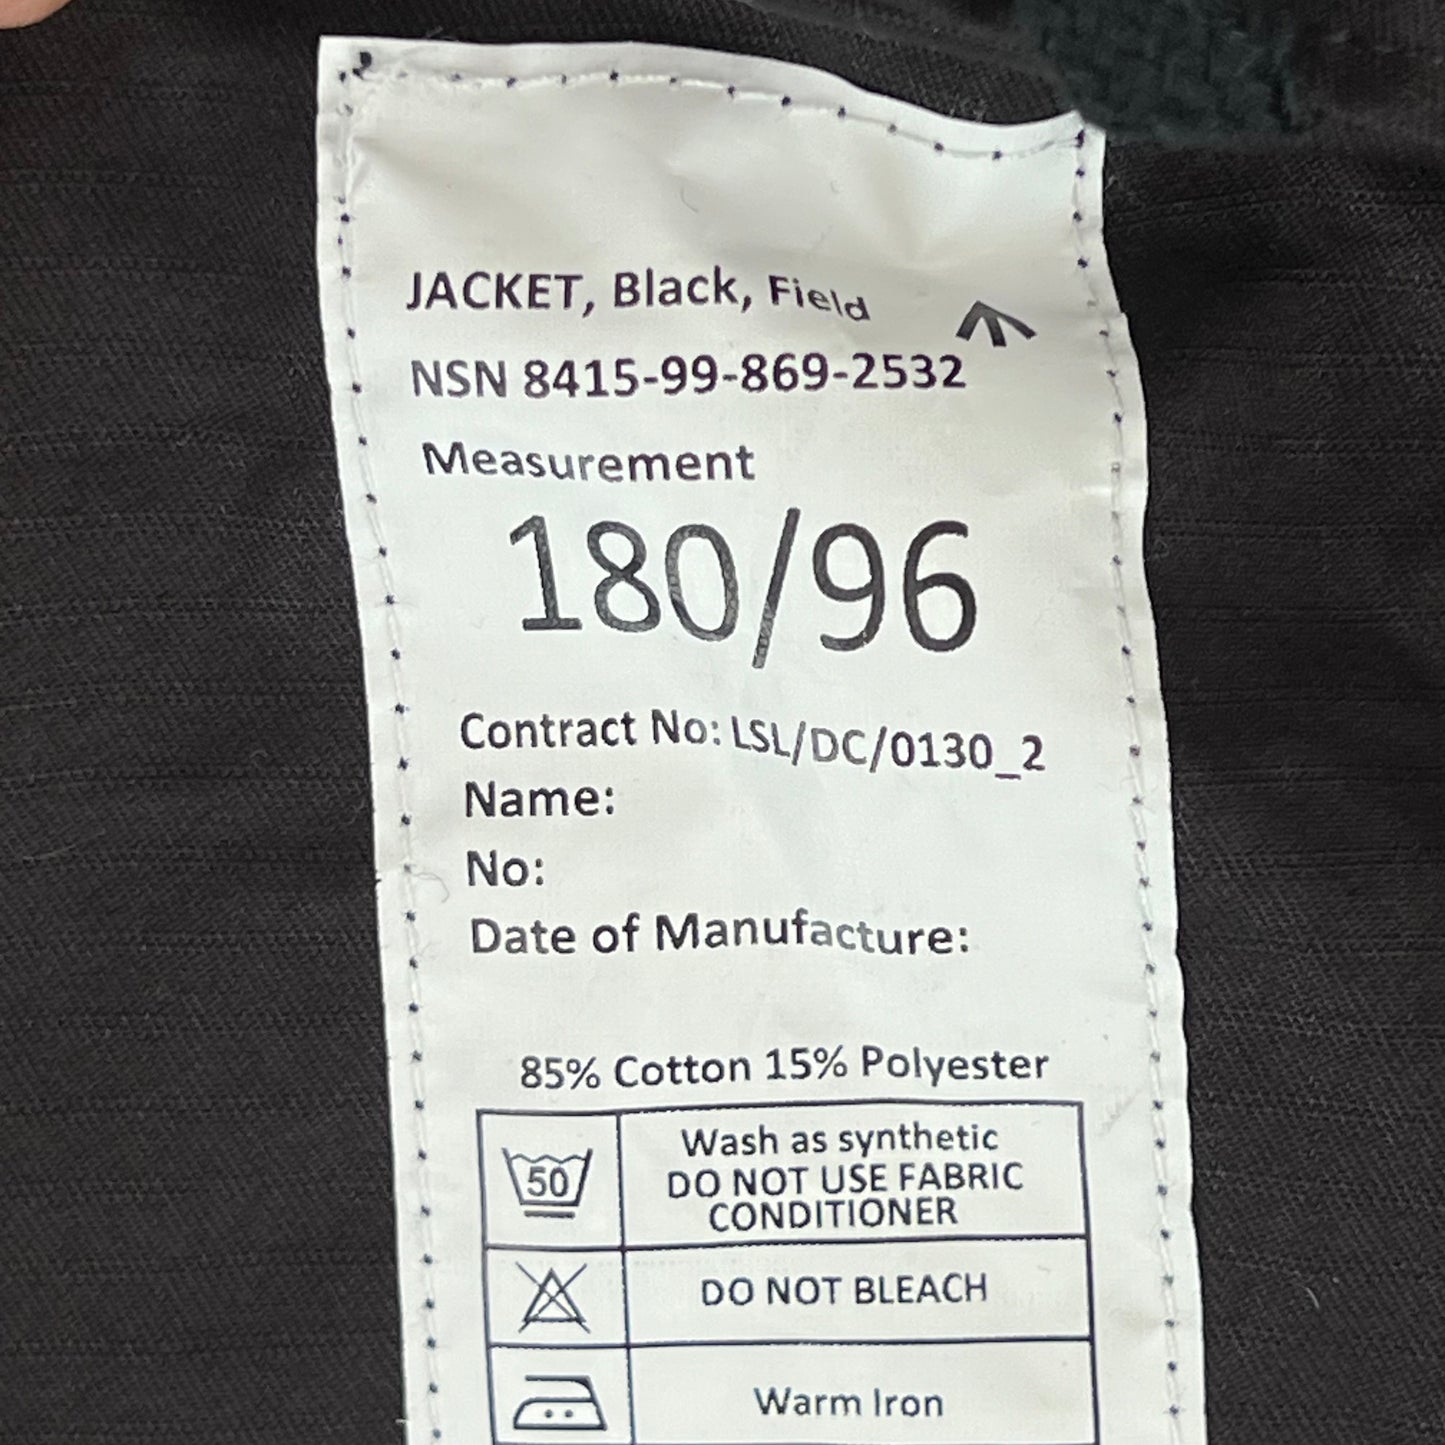 JACKET, Black, Field
NSN 8415-99-869-2532
Measurement
180/96
Contract No: LSL/DC/0130_2
Name:
No:
Date of Manufacture:
85% Cotton 15% Polyester
50
Wash as synthetic
DO NOT USE FABRIC
CONDITIONER
DO NOT BLEACH
Warm Iron